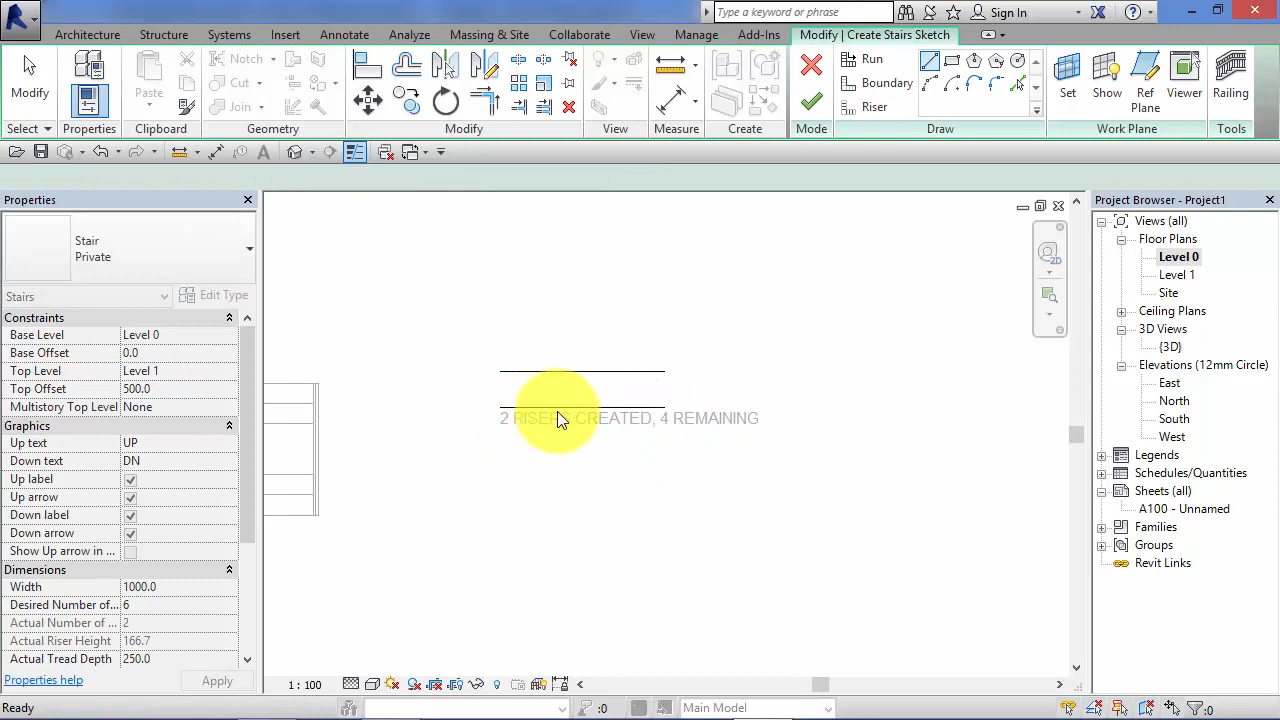 Type a keyword or phrase
Sign In
Architecture Structure Systems Insert Annotate Analyze Massing & Site Collaborate View Manage Add-Ins Modify | Create Stairs Sketch
Modify
Paste
Notch
Cut
Join
Run
Boundary
Riser
Set Show Ref Plane Viewer Railing
Select Properties Clipboard Geometry Modify View Measure Create Mode Draw Work Plane Tools
Properties
Stair
Private
Stairs
Edit Type
Constraints
Base Level Level 0
Base Offset 0.0
Top Level Level 1
Top Offset 500.0
Multistory Top Level None
Graphics
Up text UP
Down text DN
Up label
Up arrow
Down label
Down arrow
Show Up arrow in ...
Dimensions
Width 1000.0
Desired Number of... 6
Actual Number of ... 2
Actual Riser Height 166.7
Actual Tread Depth 250.0
Properties help
Apply
2 RISERS CREATED, 4 REMAINING
2D
1 : 100
Project Browser - Project1
Views (all)
Floor Plans
Level 0
Level 1
Site
Ceiling Plans
3D Views
{3D}
Elevations (12mm Circle)
East
North
South
West
Legends
Schedules/Quantities
Sheets (all)
A100 - Unnamed
Families
Groups
Revit Links
Ready
:0
Main Model
:0